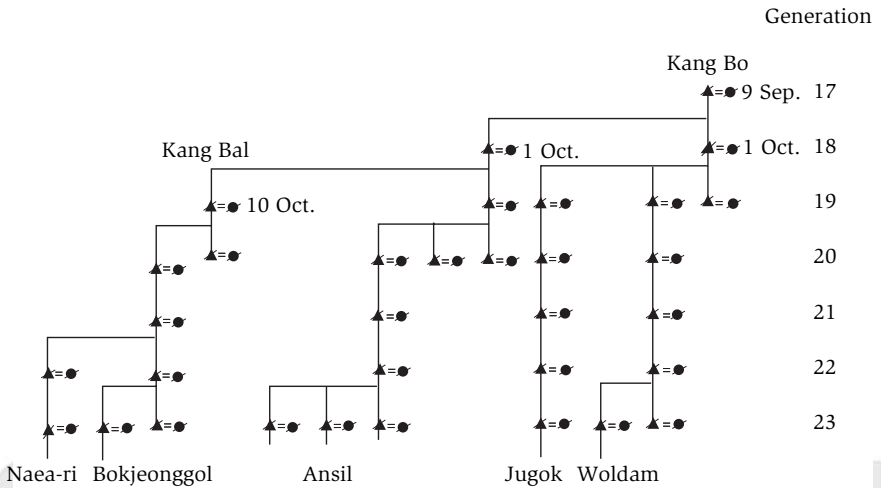 Generation
Kang Bo
9 Sep. 17
Kang Bal
1 Oct.
1 Oct. 18
10 Oct.
19
20
21
22
23
Naea-ri Bokjeonggol Ansil Jugok Woldam